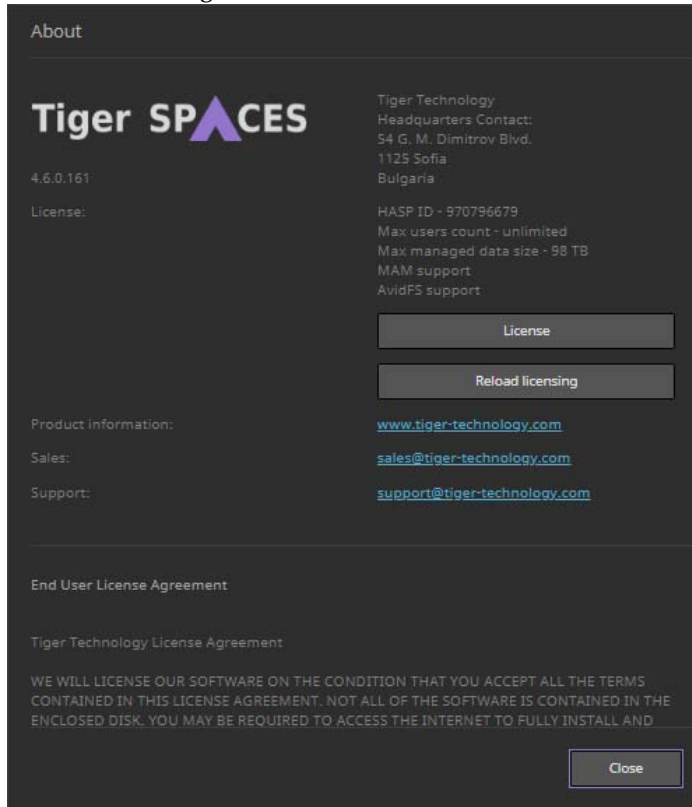 About
Tiger SPACES
Tiger Technology
Headquarters Contact:
54 G. M. Dimitrov Blvd.
1125 Sofia
4.6.0.161
Bulgaria
License:
HASP ID - 970796679
Max users count - unlimited
Max managed data size - 98 TB
MAM support
AvidFS support
License
Reload licensing
Product information:
www.tiger-technology.com
Sales:
sales@tiger-technology.com
Support:
support@tiger-technology.com
End User License Agreement
Tiger Technology License Agreement
WE WILL LICENSE OUR SOFTWARE ON THE CONDITION THAT YOU ACCEPT ALL THE TERMS
CONTAINED IN THIS LICENSE AGREEMENT. NOT ALL OF THE SOFTWARE IS CONTAINED IN THE
ENCLOSED DISK. YOU MAY BE REQUIRED TO ACCESS THE INTERNET TO FULLY INSTALL AND
Close